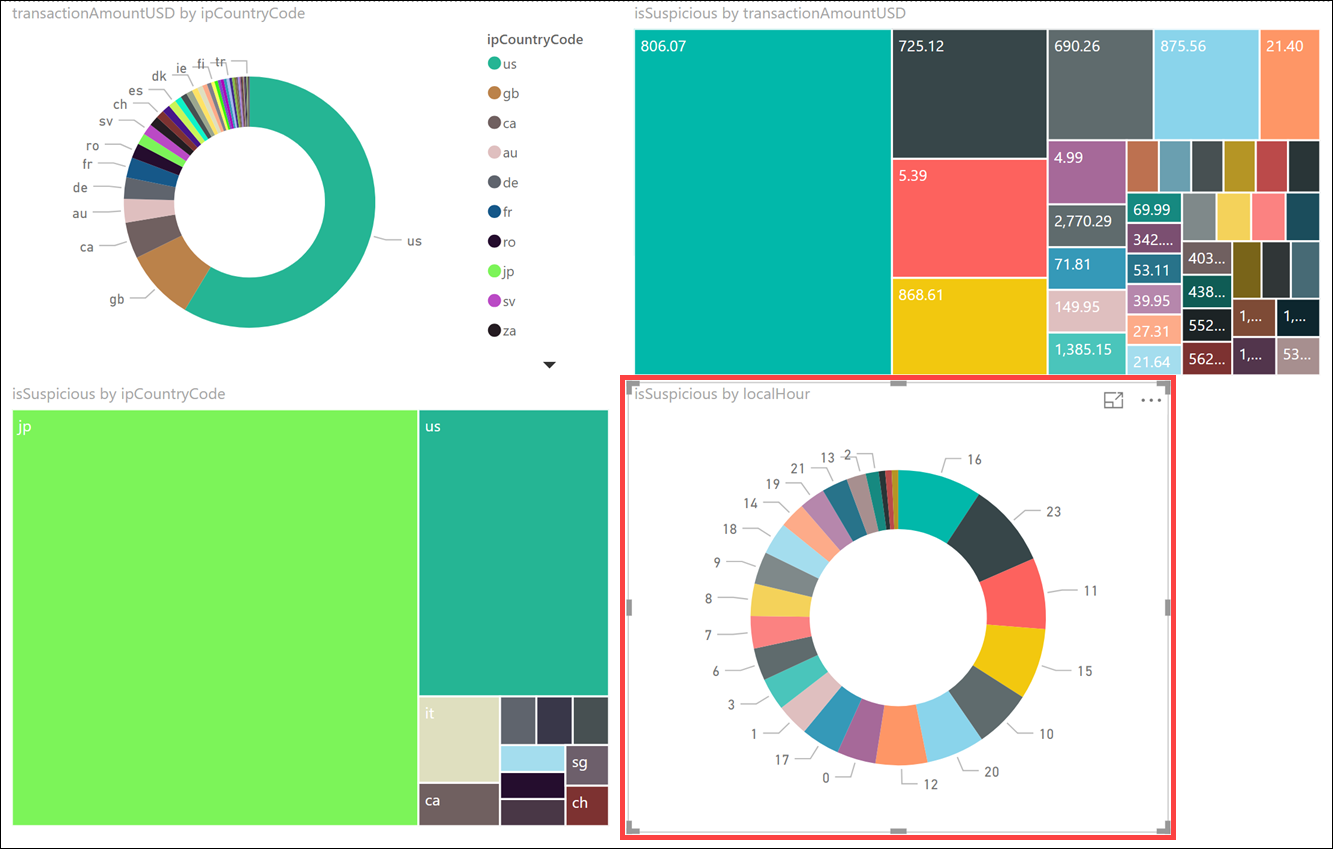 transactionAmountUSD by ipCountryCode
ipCountryCode
us
gb
ca
au
de
fr
ro
jp
sv
za
tr
fi
ie
dk
es
ch
sv
ro
fr
de
au
ca
gb
us
isSuspicious by transactionAmountUSD
806.07
725.12
690.26
875.56
21.40
5.39
868.61
4.99
2,770.29
71.81
149.95
1,385.15
69.99
342....
53.11
39.95
27.31
21.64
403...
438...
552...
562...
1,...
1,...
1,...
53...
isSuspicious by ipCountryCode
jp
us
it
ca
sg
ch
isSuspicious by localHour
16
23
11
15
10
20
12
0
17
1
3
6
7
8
9
18
14
19
21
13
2